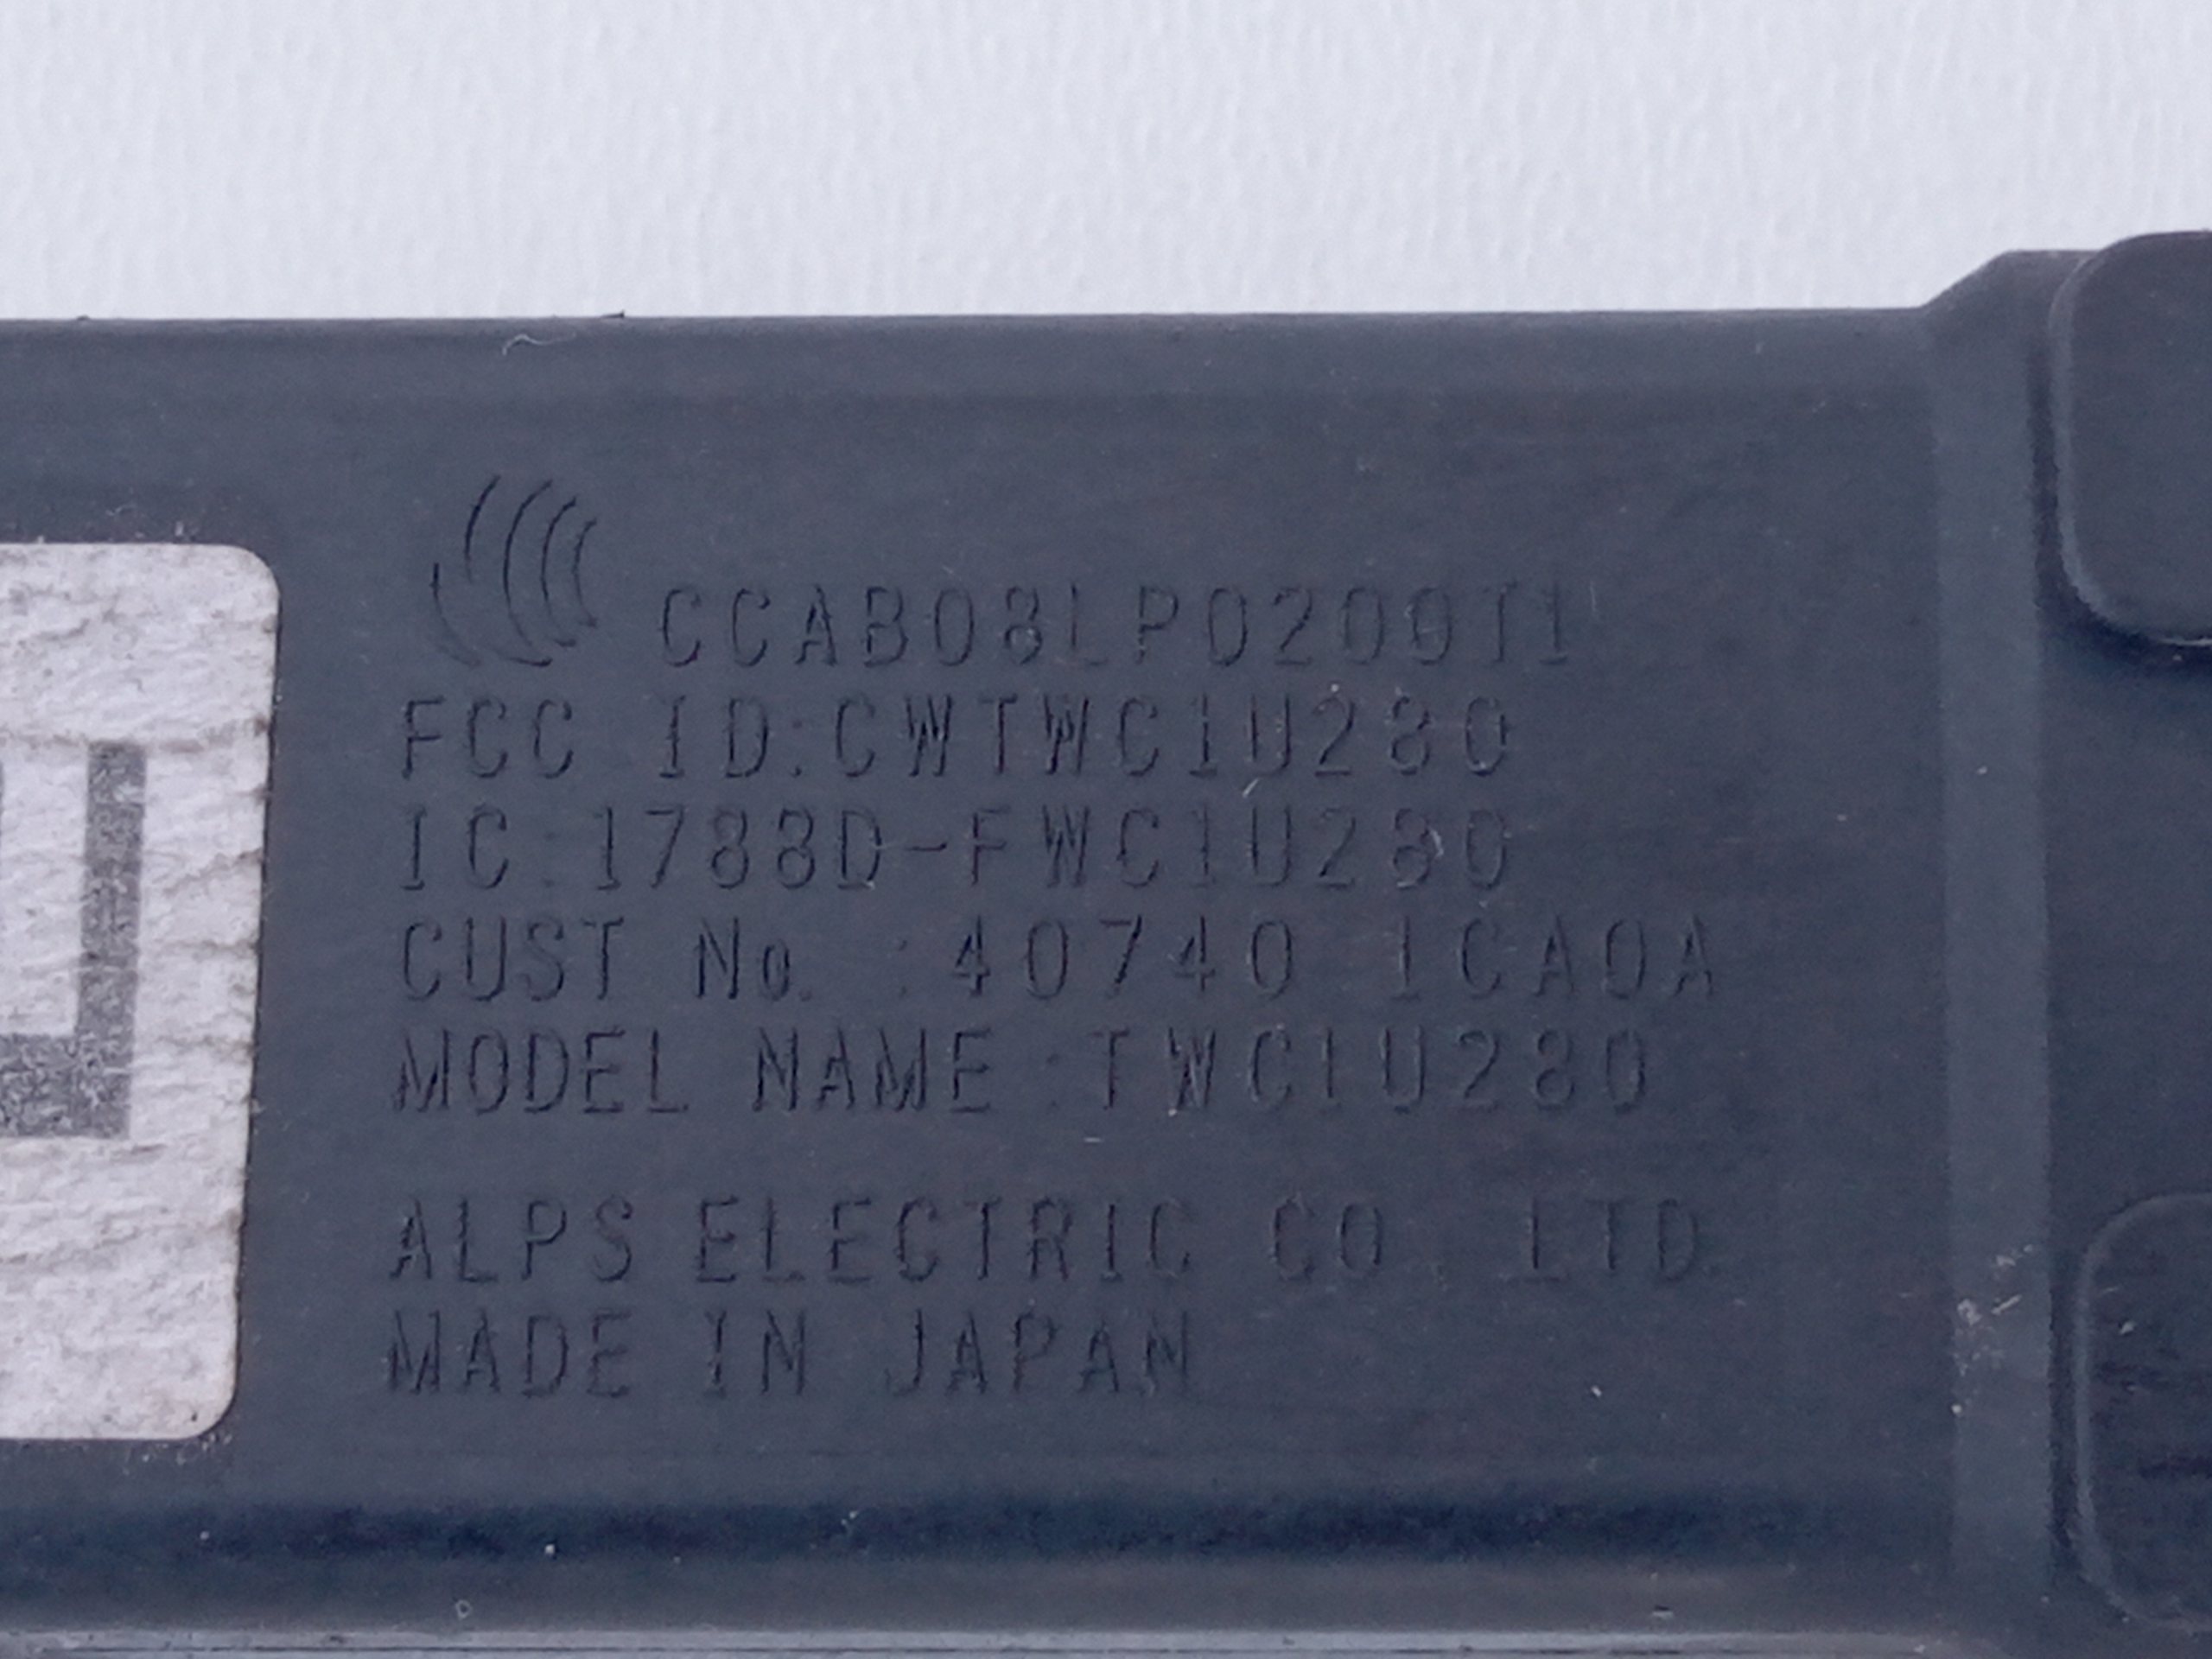 CCAB08LP0200T1
FCC ID:CWTWC1U280
IC:1788D-FWC1U280
CUST No. :40740 1CA0A
MODEL NAME:TWC1U280
ALPS ELECTRIC CO., LTD.
MADE IN JAPAN